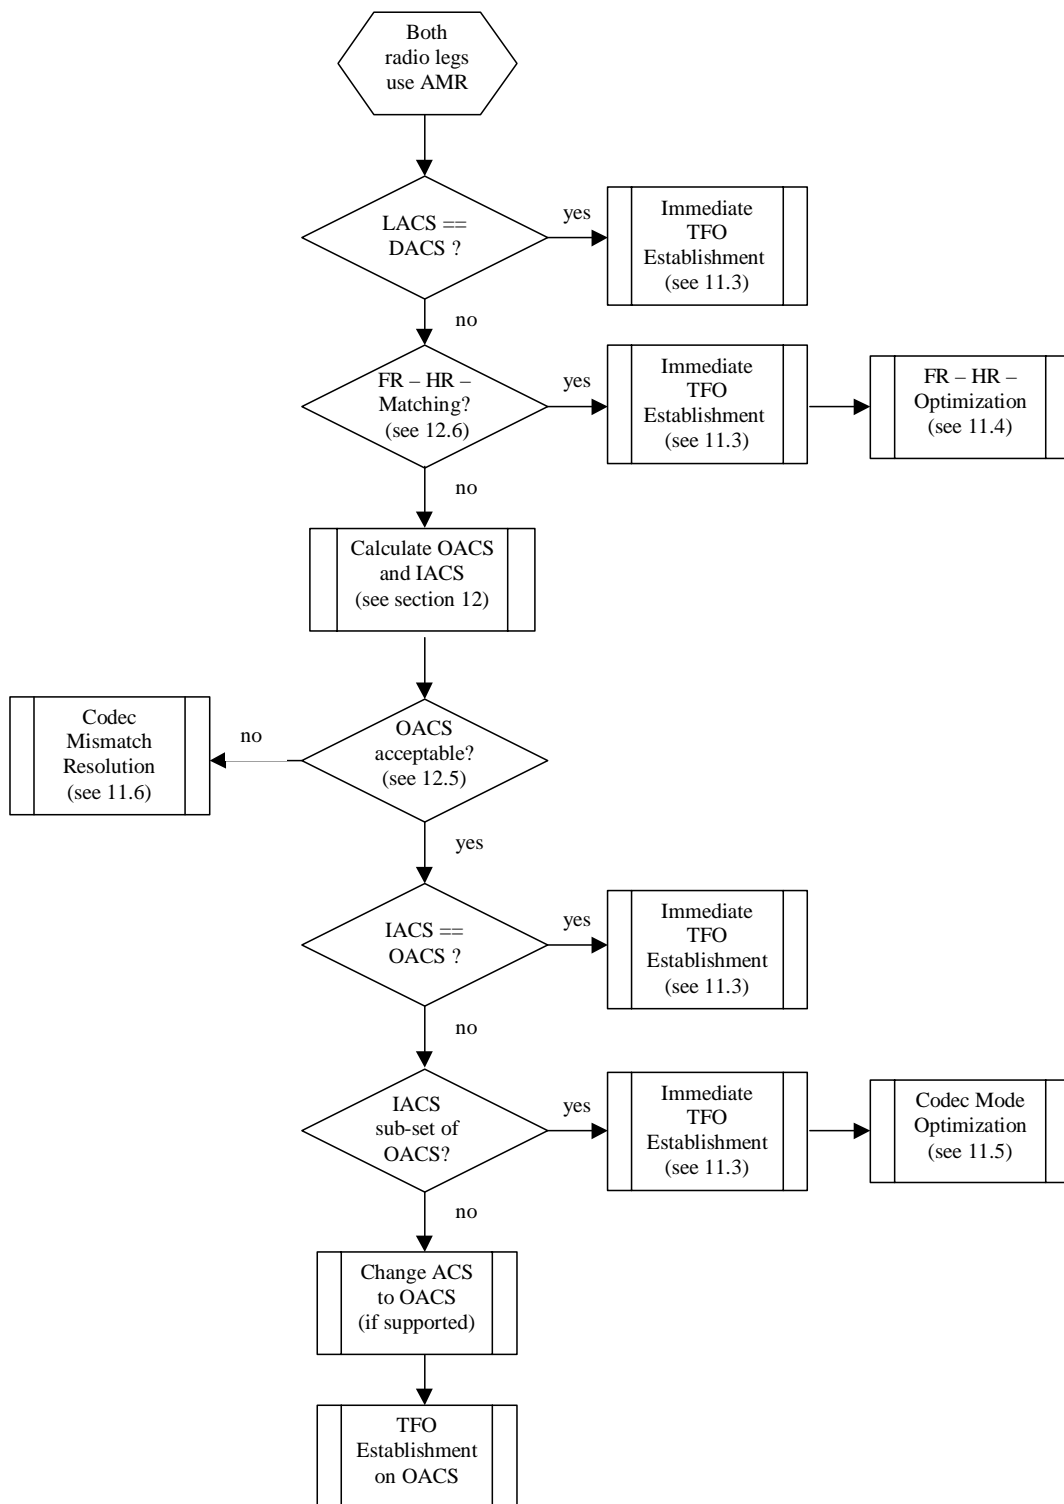 Both
radio legs
use AMR
LACS ==
DACS ?
yes
Immediate
TFO
Establishment
(see 11.3)
no
FR – HR –
Matching?
(see 12.6)
yes
Immediate
TFO
Establishment
(see 11.3)
FR – HR –
Optimization
(see 11.4)
no
Calculate OACS
and IACS
(see section 12)
OACS
acceptable?
(see 12.5)
no
Codec
Mismatch
Resolution
(see 11.6)
yes
IACS ==
OACS ?
yes
Immediate
TFO
Establishment
(see 11.3)
no
IACS
sub-set of
OACS?
yes
Immediate
TFO
Establishment
(see 11.3)
Codec Mode
Optimization
(see 11.5)
no
Change ACS
to OACS
(if supported)
TFO
Establishment
on OACS